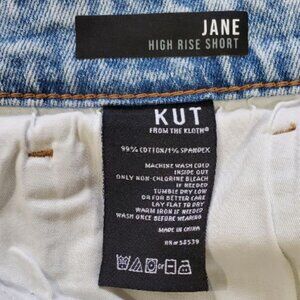 JANE
HIGH RISE SHORT
KUT
FROM THE KLOTH®
99% COTTON/1% SPANDEX
MACHINE WASH COLD
INSIDE OUT
ONLY NON-CHLORINE BLEACH
IF NEEDED
TUMBLE DRY LOW
OR FOR BETTER CARE
LAY FLAT TO DRY
WARM IRON IF NEEDED
WASH ONCE BEFORE WEARING
MADE IN CHINA
RN# 58539